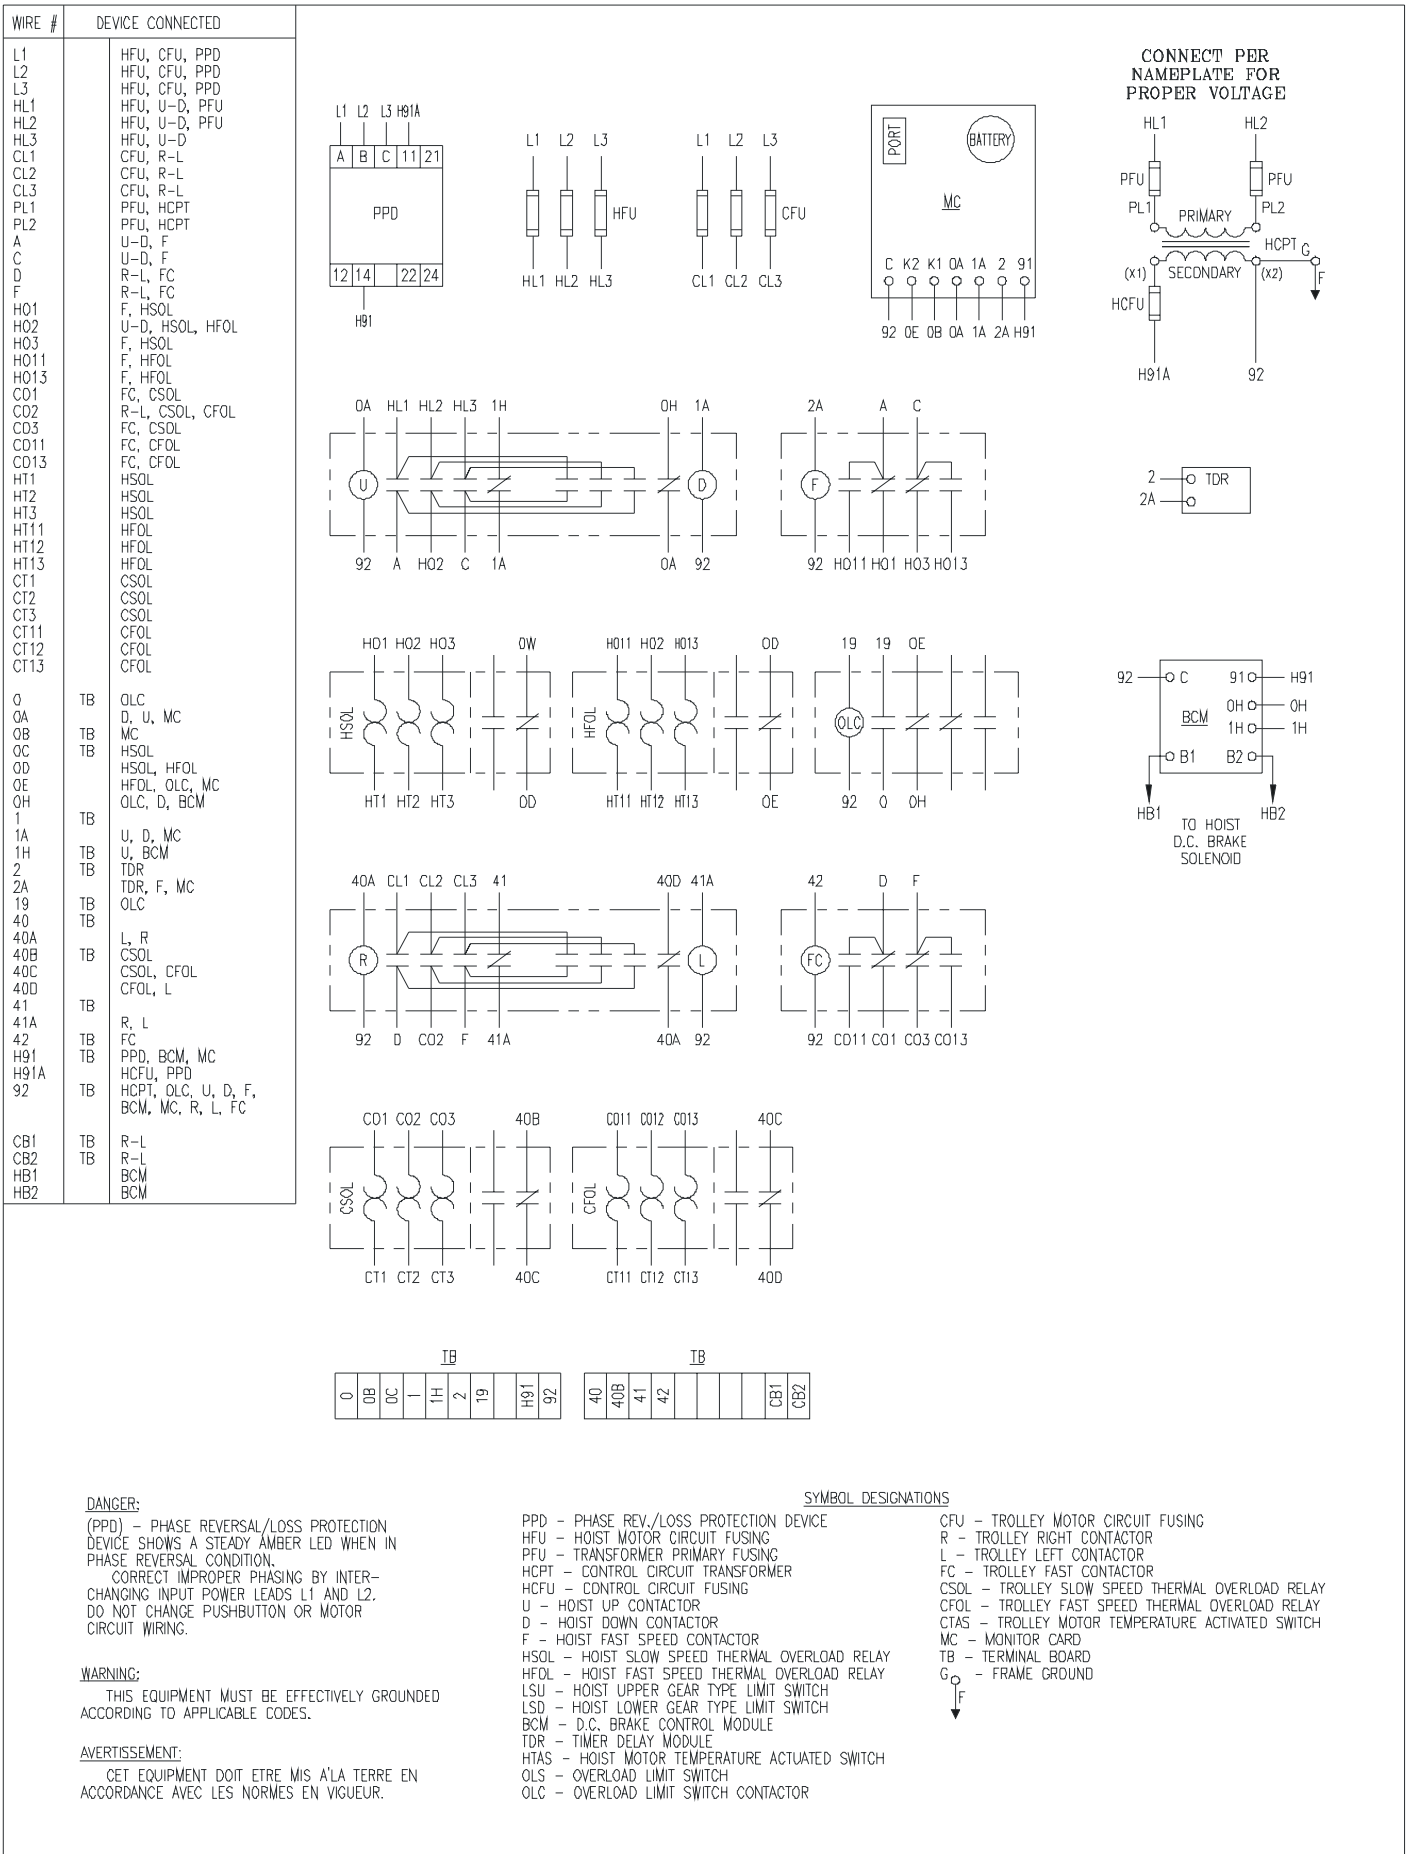 WIRE # DEVICE CONNECTED
L1 HFU, CFU, PPD
L2 HFU, CFU, PPD
L3 HFU, CFU, PPD
HL1 HFU, U-D, PFU
HL2 HFU, U-D, PFU
HL3 HFU, U-D
CL1 CFU, R-L
CL2 CFU, R-L
CL3 CFU, R-L
PL1 PFU, HCPT
PL2 PFU, HCPT
A U-D, F
C U-D, F
D R-L, FC
F R-L, FC
HO1 F, HSOL
HO2 U-D, HSOL, HFOL
HO3 F, HSOL
HO11 F, HFOL
HO13 F, HFOL
CO1 FC, CSOL
CO2 R-L, CSOL, CFOL
CO3 FC, CSOL
CO11 FC, CFOL
CO13 FC, CFOL
HT1 HSOL
HT2 HSOL
HT3 HSOL
HT11 HFOL
HT12 HFOL
HT13 HFOL
CT1 CSOL
CT2 CSOL
CT3 CSOL
CT11 CFOL
CT12 CFOL
CT13 CFOL
0 TB OLC
0A D, U, MC
0B TB MC
0C TB HSOL
0D HSOL, HFOL
0E HFOL, OLC, MC
0H OLC, D, BCM
1 TB
1A U, D, MC
1H TB U, BCM
2 TB TDR
2A TDR, F, MC
19 TB OLC
40 TB
40A L, R
40B TB CSOL
40C CSOL, CFOL
40D CFOL, L
41 TB
41A R, L
42 TB FC
H91 TB PPD, BCM, MC
H91A HCFU, PPD
92 TB HCPT, OLC, U, D, F,
BCM, MC, R, L, FC
CB1 TB R-L
CB2 TB R-L
HB1 BCM
HB2 BCM
L1 L2 L3 H91A
A B C 11 21
PPD
12 14 22 24
H91
L1 L2 L3
HFU
HL1 HL2 HL3
L1 L2 L3
CFU
CL1 CL2 CL3
PORT BATTERY
MC
C K2 K1 0A 1A 2 91
92 0E 0B 0A 1A 2A H91
CONNECT PER
NAMEPLATE FOR
PROPER VOLTAGE
HL1 HL2
PFU PFU
PL1 PRIMARY PL2
HCPT G
(X1) SECONDARY (X2) F
HCFU
H91A 92
0A HL1 HL2 HL3 1H 0H 1A
U D
92 A HO2 C 1A 0A 92
2A A C
F
92 HO11 HO1 HO3 HO13
2 TDR
2A
HO1 HO2 HO3 0W
HSOL
HT1 HT2 HT3 0D
HO11 HO2 HO13 0D
HFOL
HT11 HT12 HT13 0E
19 19 0E
OLC
92 0 0H
92 C 91 H91
0H 0H
BCM 1H 1H
B1 B2
HB1 HB2
TO HOIST
D.C. BRAKE
SOLENOID
40A CL1 CL2 CL3 41 40D 41A
R L
92 D CO2 F 41A 40A 92
42 D F
FC
92 CO11 CO1 CO3 CO13
CO1 CO2 CO3 40B
CSOL
CT1 CT2 CT3 40C
CO11 CO12 CO13 40C
CFOL
CT11 CT12 CT13 40D
TB
0 0B 0C 1 1H 2 19 H91 92
TB
40 40B 41 42 CB1 CB2
DANGER:
(PPD) - PHASE REVERSAL/LOSS PROTECTION
DEVICE SHOWS A STEADY AMBER LED WHEN IN
PHASE REVERSAL CONDITION.
CORRECT IMPROPER PHASING BY INTER-
CHANGING INPUT POWER LEADS L1 AND L2.
DO NOT CHANGE PUSHBUTTON OR MOTOR
CIRCUIT WIRING.
WARNING:
THIS EQUIPMENT MUST BE EFFECTIVELY GROUNDED
ACCORDING TO APPLICABLE CODES.
AVERTISSEMENT:
CET EQUIPMENT DOIT ETRE MIS A'LA TERRE EN
ACCORDANCE AVEC LES NORMES EN VIGUEUR.
SYMBOL DESIGNATIONS
PPD - PHASE REV./LOSS PROTECTION DEVICE
HFU - HOIST MOTOR CIRCUIT FUSING
PFU - TRANSFORMER PRIMARY FUSING
HCPT - CONTROL CIRCUIT TRANSFORMER
HCFU - CONTROL CIRCUIT FUSING
U - HOIST UP CONTACTOR
D - HOIST DOWN CONTACTOR
F - HOIST FAST SPEED CONTACTOR
HSOL - HOIST SLOW SPEED THERMAL OVERLOAD RELAY
HFOL - HOIST FAST SPEED THERMAL OVERLOAD RELAY
LSU - HOIST UPPER GEAR TYPE LIMIT SWITCH
LSD - HOIST LOWER GEAR TYPE LIMIT SWITCH
BCM - D.C. BRAKE CONTROL MODULE
TDR - TIMER DELAY MODULE
HTAS - HOIST MOTOR TEMPERATURE ACTUATED SWITCH
OLS - OVERLOAD LIMIT SWITCH
OLC - OVERLOAD LIMIT SWITCH CONTACTOR
CFU - TROLLEY MOTOR CIRCUIT FUSING
R - TROLLEY RIGHT CONTACTOR
L - TROLLEY LEFT CONTACTOR
FC - TROLLEY FAST CONTACTOR
CSOL - TROLLEY SLOW SPEED THERMAL OVERLOAD RELAY
CFOL - TROLLEY FAST SPEED THERMAL OVERLOAD RELAY
CTAS - TROLLEY MOTOR TEMPERATURE ACTIVATED SWITCH
MC - MONITOR CARD
TB - TERMINAL BOARD
G - FRAME GROUND
F